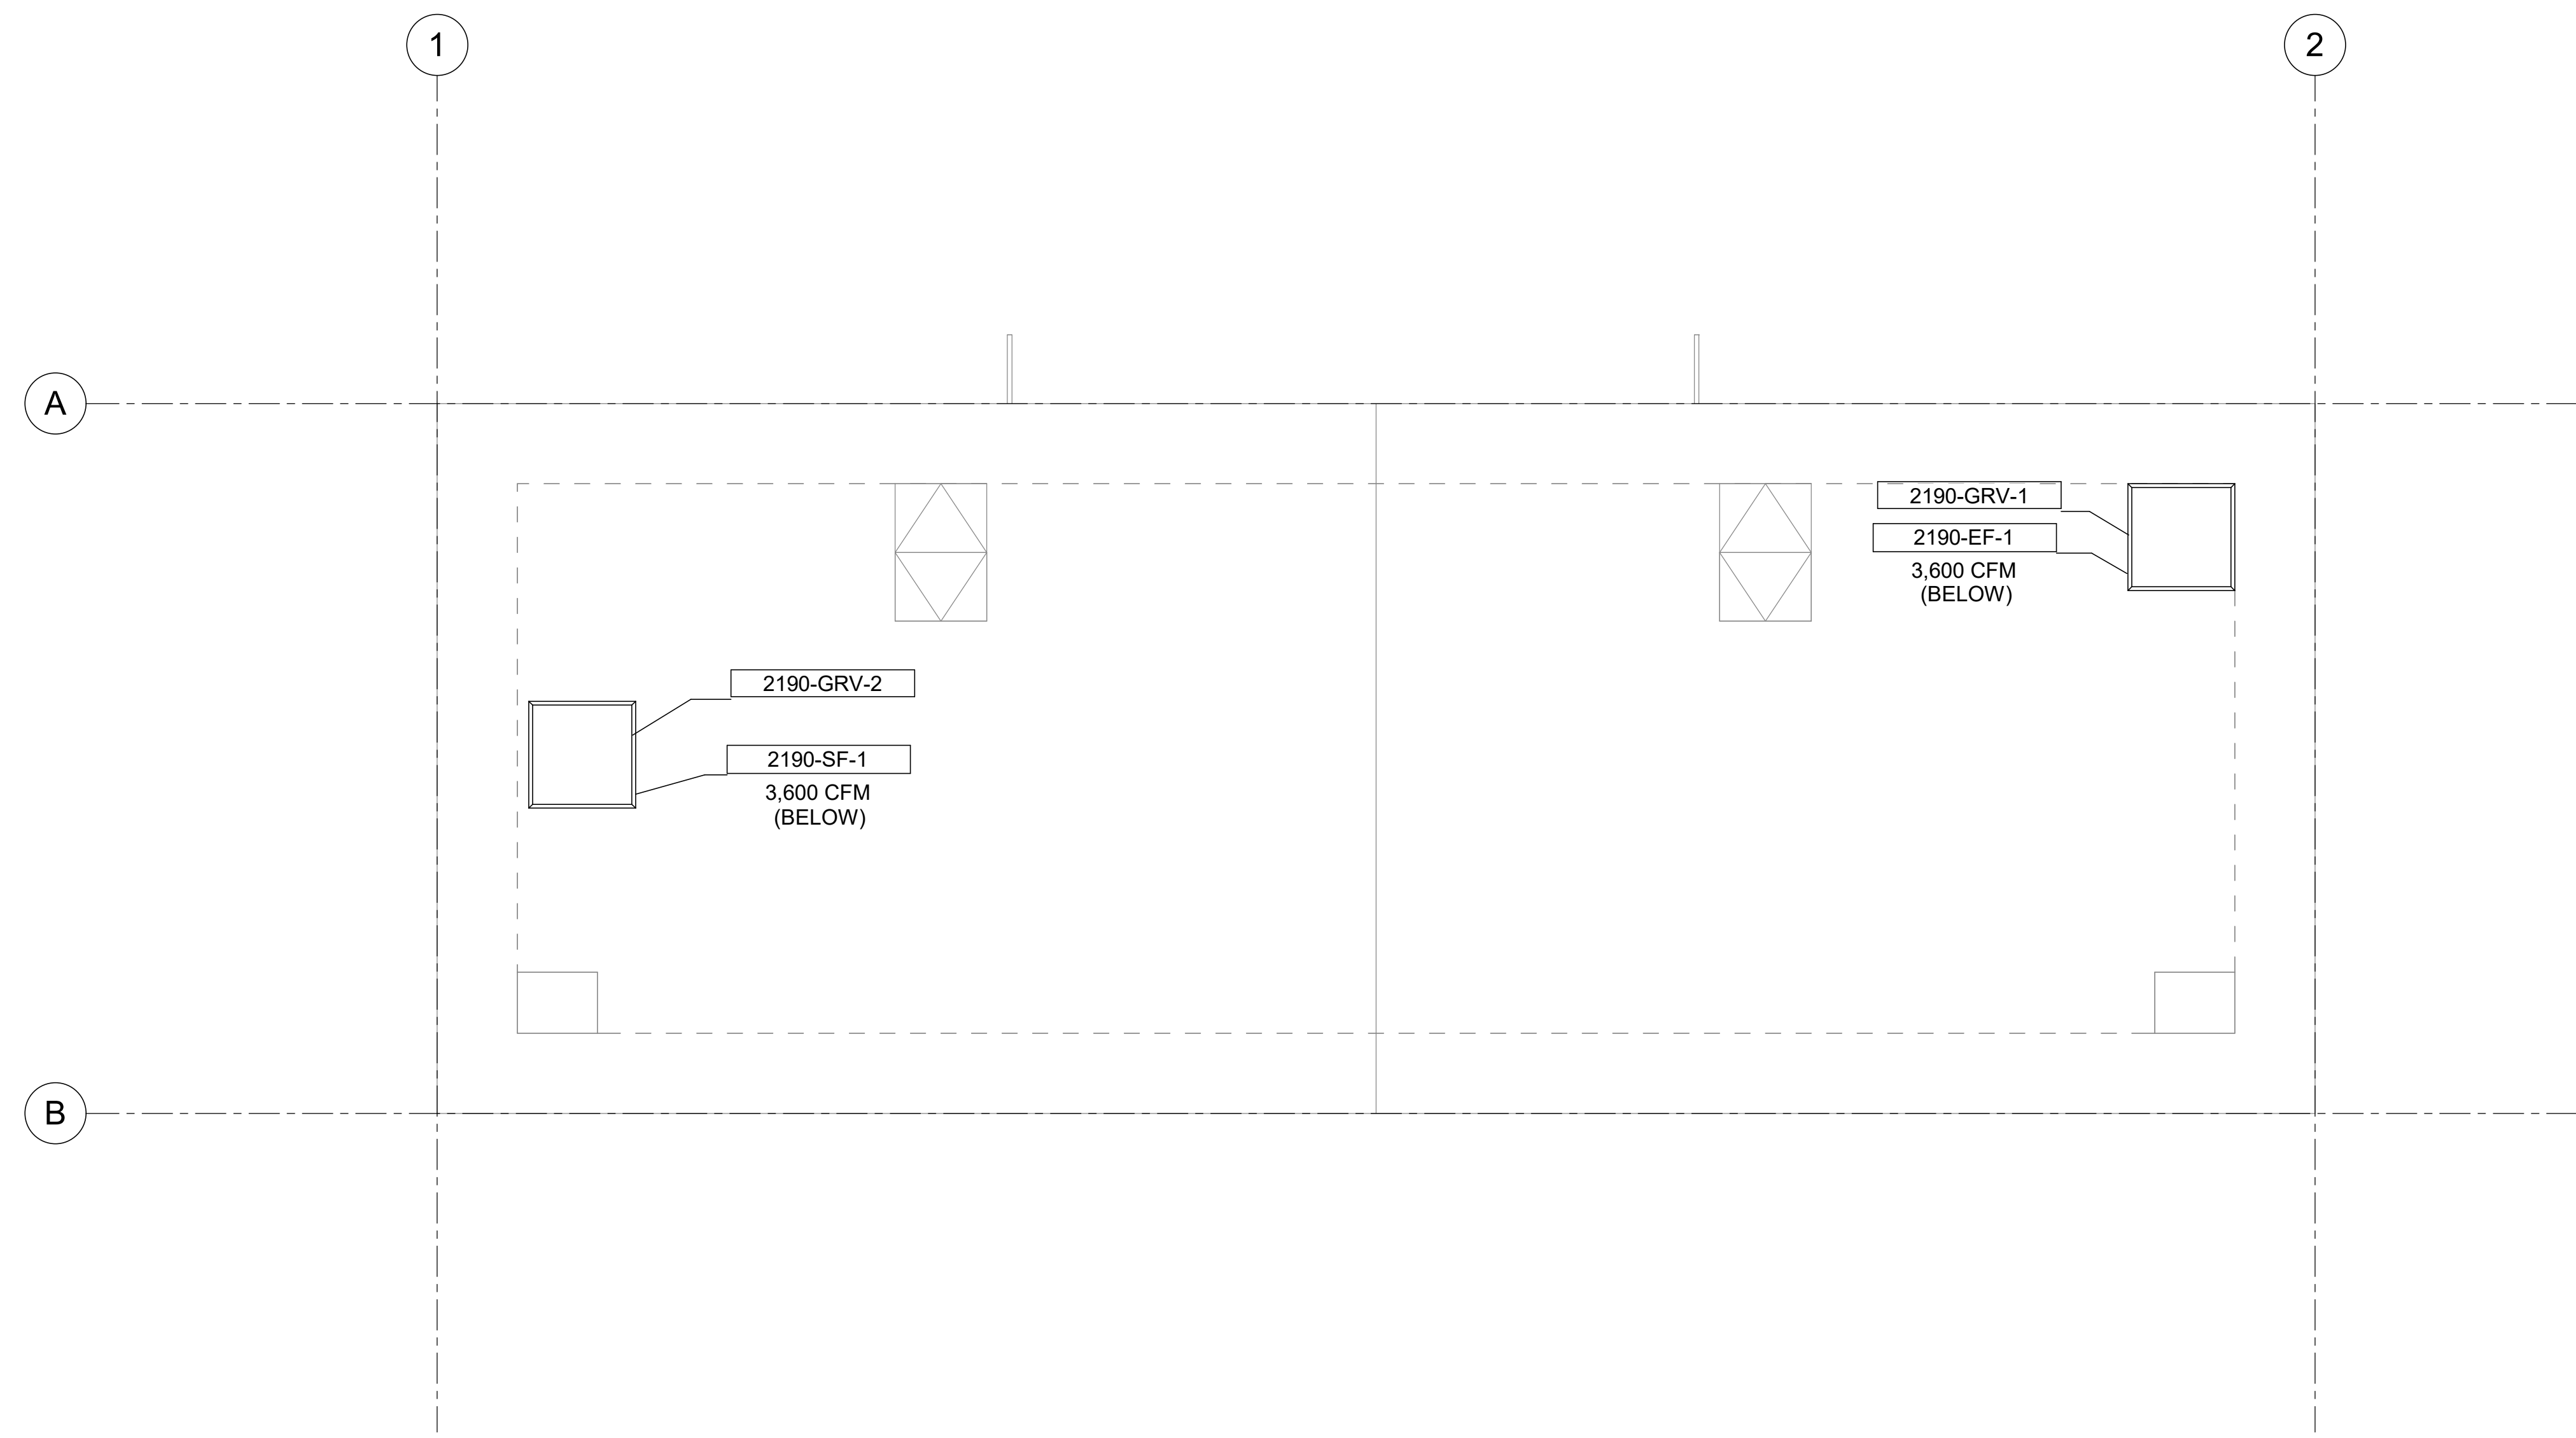 1
2
A
2190-GRV-1
2190-EF-1
3,600 CFM
(BELOW)
2190-GRV-2
2190-SF-1
3,600 CFM
(BELOW)
B